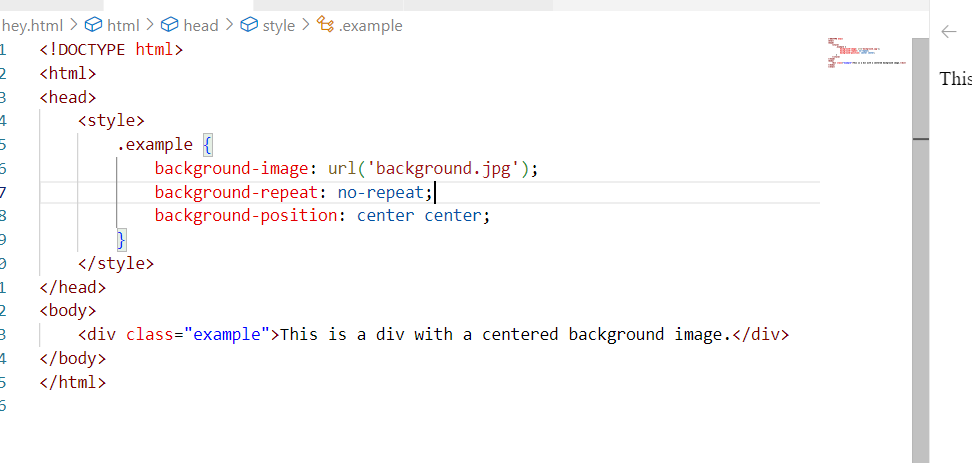 hey.html > html > head > style > .example
1 <!DOCTYPE html>
2 <html>
3 <head>
4 <style>
5 .example {
6 background-image: url('background.jpg');
7 background-repeat: no-repeat;
8 background-position: center center;
9 }
0 </style>
1 </head>
2 <body>
3 <div class="example">This is a div with a centered background image.</div>
4 </body>
5 </html>
6
This